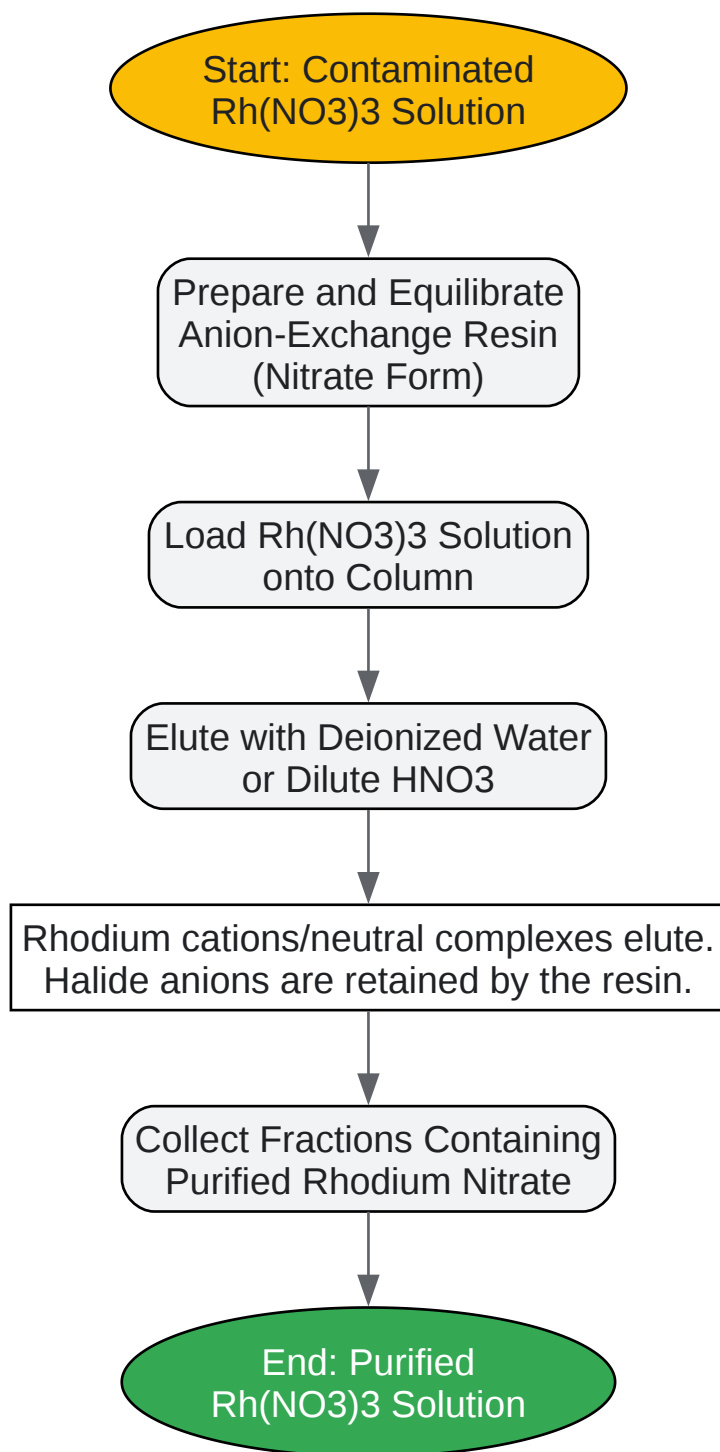 Start: Contaminated
Rh(NO3)3 Solution
Prepare and Equilibrate
Anion-Exchange Resin
(Nitrate Form)
Load Rh(NO3)3 Solution
onto Column
Elute with Deionized Water
or Dilute HNO3
Rhodium cations/neutral complexes elute.
Halide anions are retained by the resin.
Collect Fractions Containing
Purified Rhodium Nitrate
End: Purified
Rh(NO3)3 Solution